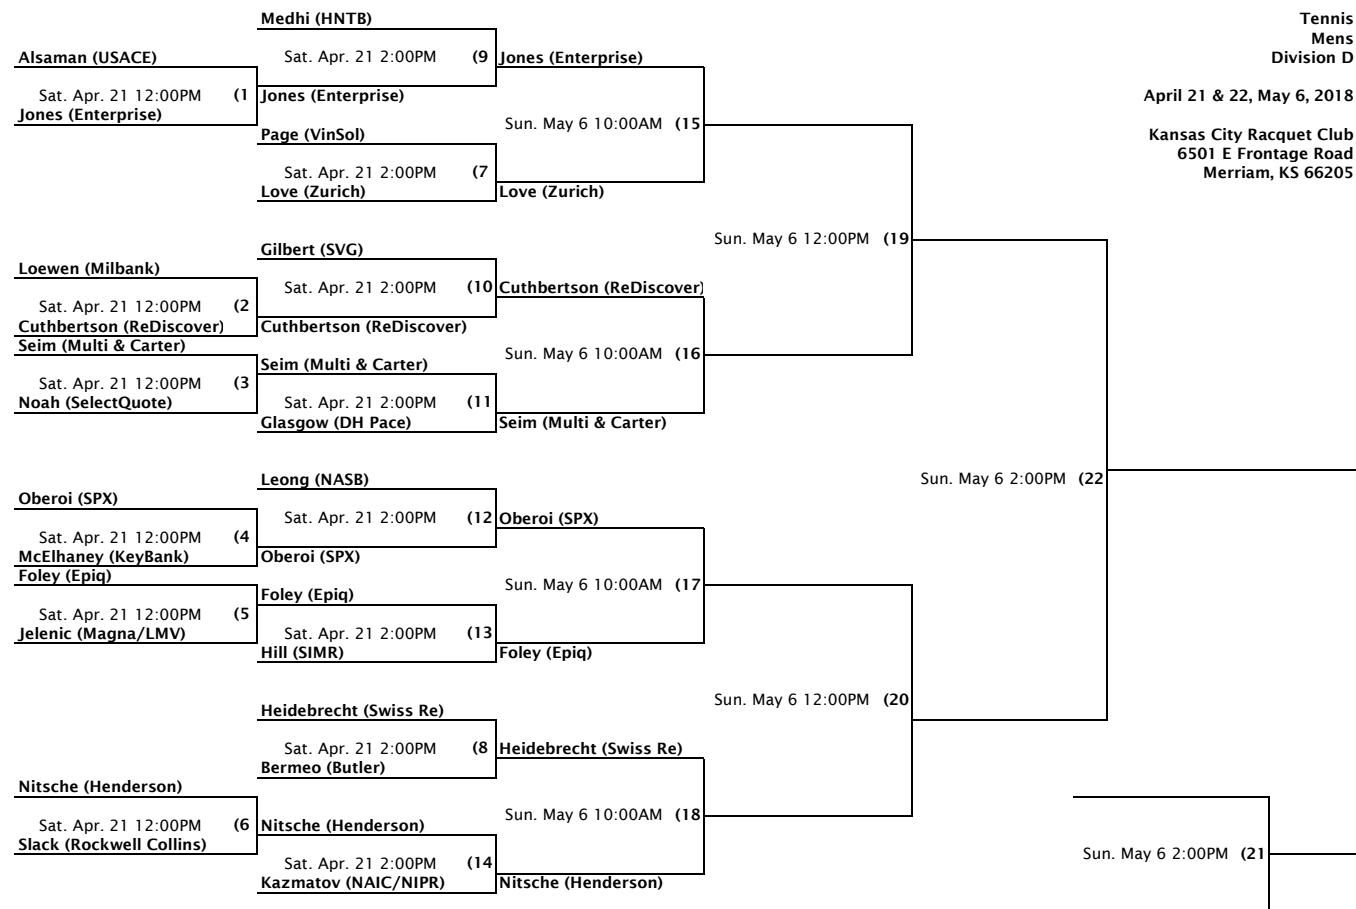 Medhi (HNTB)
Tennis
Mens
Alsaman (USACE)
Sat. Apr. 21 2:00PM (9
Jones (Enterprise)
Division D
Sat. Apr. 21 12:00PM (1
Jones (Enterprise)
April 21 & 22, May 6, 2018
Jones (Enterprise)
Sun. May 6 10:00AM (15
Page (VinSol)
Kansas City Racquet Club
6501 E Frontage Road
Sat. Apr. 21 2:00PM (7
Merriam, KS 66205
Love (Zurich)
Love (Zurich)
Sun. May 6 12:00PM (19
Gilbert (SVG)
Loewen (Milbank)
Sat. Apr. 21 2:00PM (10
Cuthbertson (ReDiscover)
Sat. Apr. 21 12:00PM (2
Cuthbertson (ReDiscover)
Cuthbertson (ReDiscover)
Seim (Multi & Carter)
Sun. May 6 10:00AM (16
Seim (Multi & Carter)
Sat. Apr. 21 12:00PM (3
Noah (SelectQuote)
Sat. Apr. 21 2:00PM (11
Glasgow (DH Pace)
Seim (Multi & Carter)
Leong (NASB)
Sun. May 6 2:00PM (22
Oberoi (SPX)
Sat. Apr. 21 2:00PM (12
Oberoi (SPX)
Sat. Apr. 21 12:00PM (4
McElhaney (KeyBank)
Oberoi (SPX)
Foley (Epiq)
Sun. May 6 10:00AM (17
Foley (Epiq)
Sat. Apr. 21 12:00PM (5
Jelenic (Magna/LMV)
Sat. Apr. 21 2:00PM (13
Hill (SIMR)
Foley (Epiq)
Sun. May 6 12:00PM (20
Heidebrecht (Swiss Re)
Sat. Apr. 21 2:00PM (8
Heidebrecht (Swiss Re)
Bermeo (Butler)
Nitsche (Henderson)
Sun. May 6 10:00AM (18
Sat. Apr. 21 12:00PM (6
Nitsche (Henderson)
Slack (Rockwell Collins)
Sun. May 6 2:00PM (21
Sat. Apr. 21 2:00PM (14
Kazmatov (NAIC/NIPR)
Nitsche (Henderson)